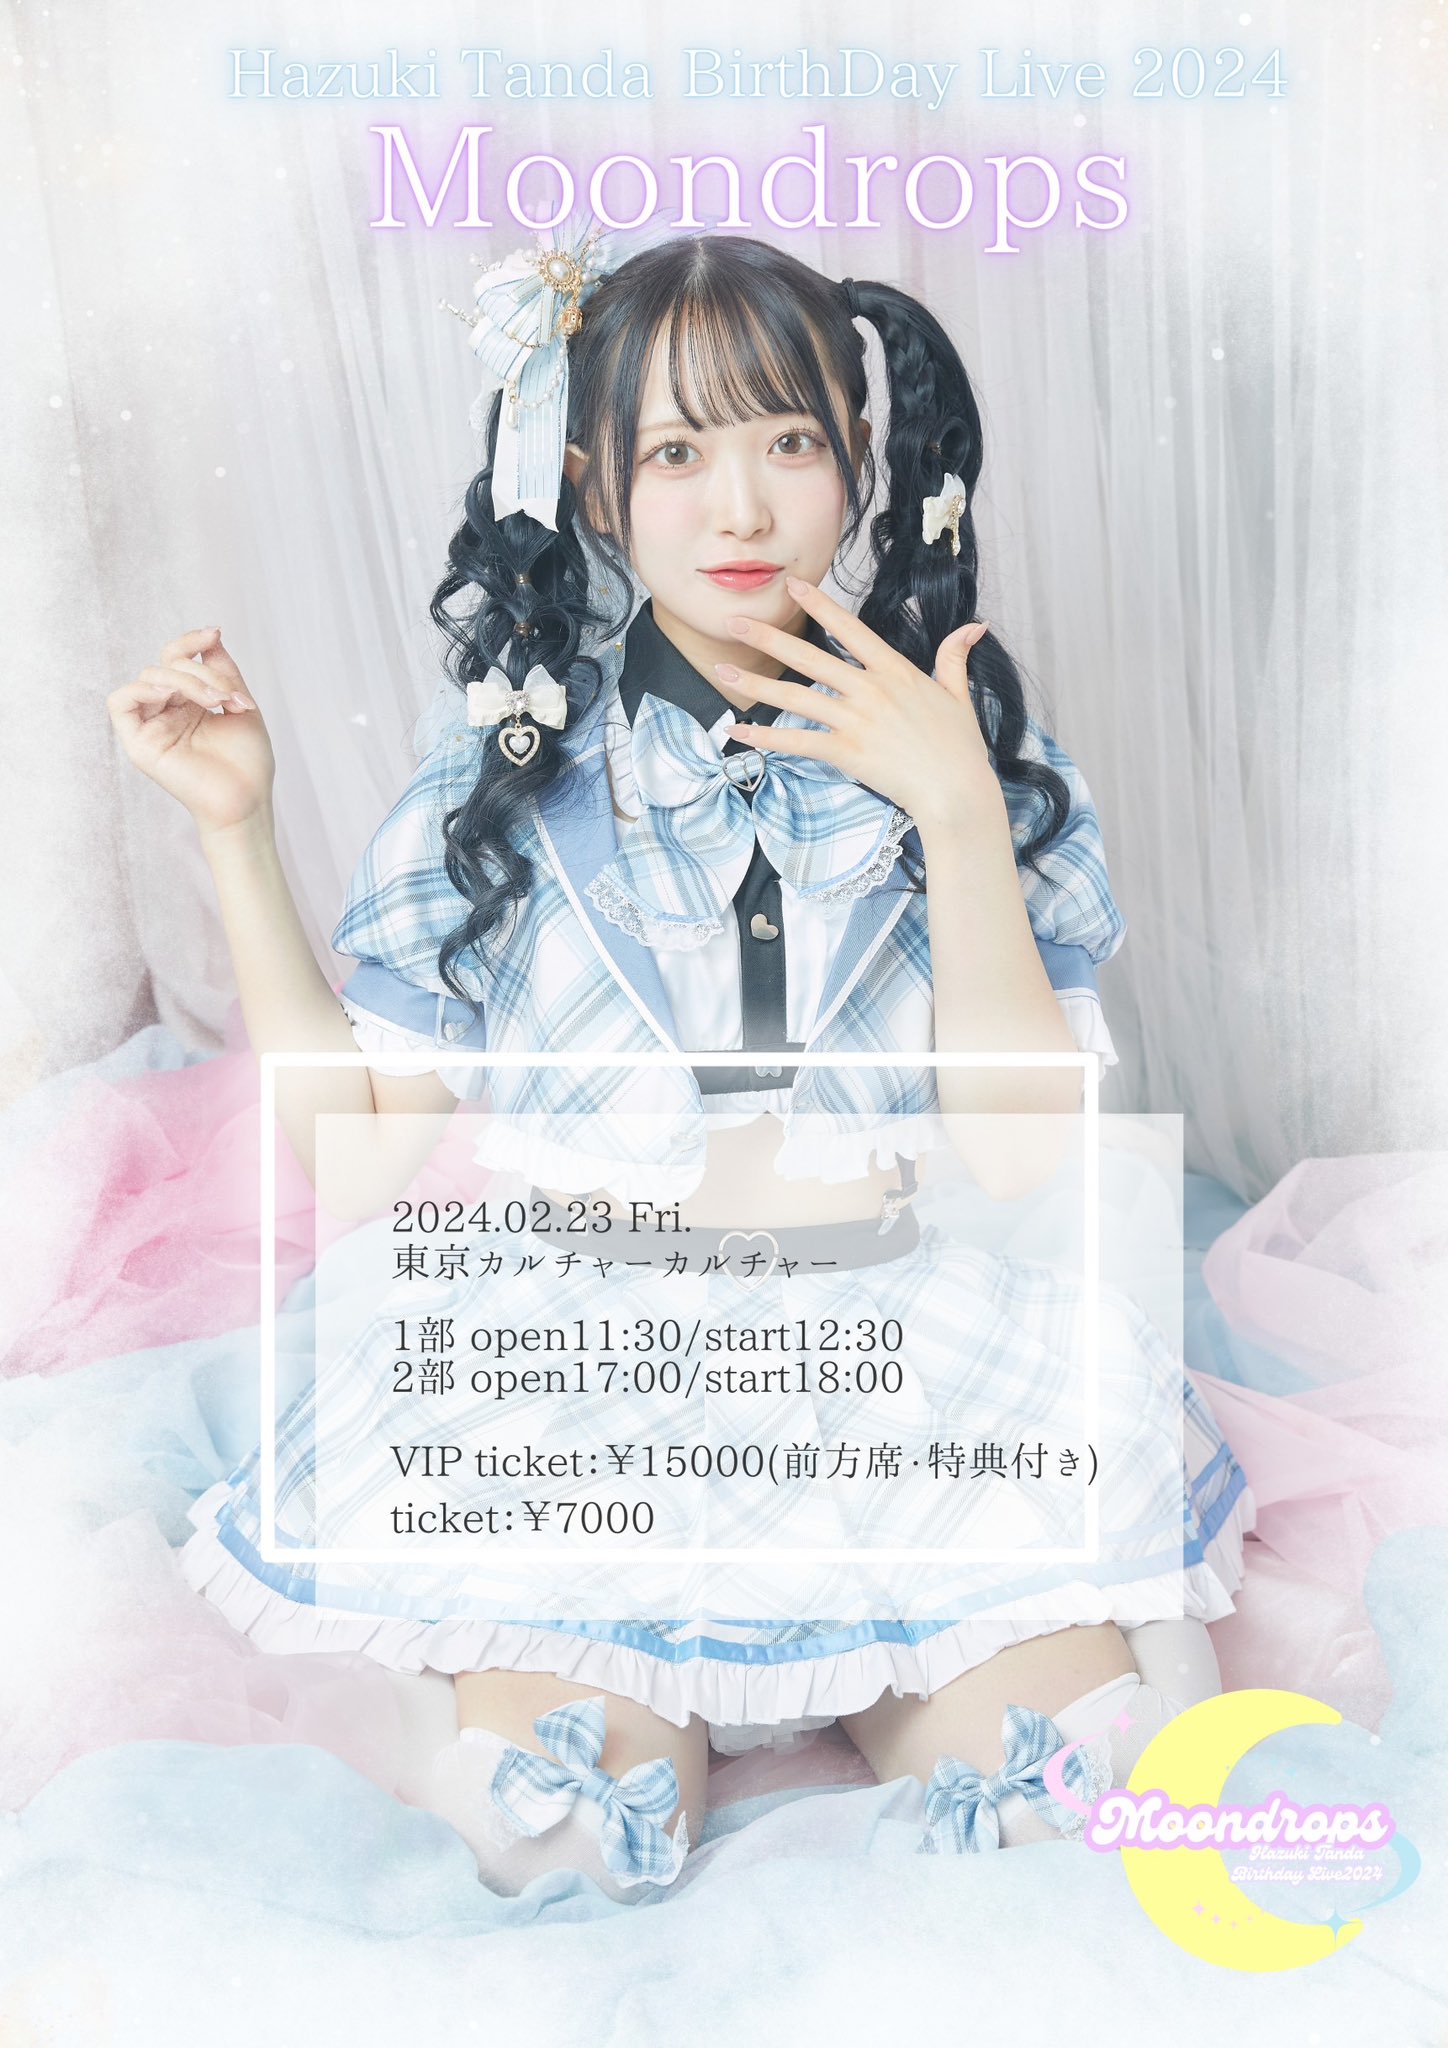 Hazuki Tanda BirthDay Live 2024
Moondrops
2024.02.23 Fri.
東京カルチャーカルチャー
1部 open11:30/start12:30
2部 open17:00/start18:00
VIP ticket:￥15000(前方席·特典付き)
ticket:￥7000
Moondrops
Hazuki Tanda
Birthday Live2024